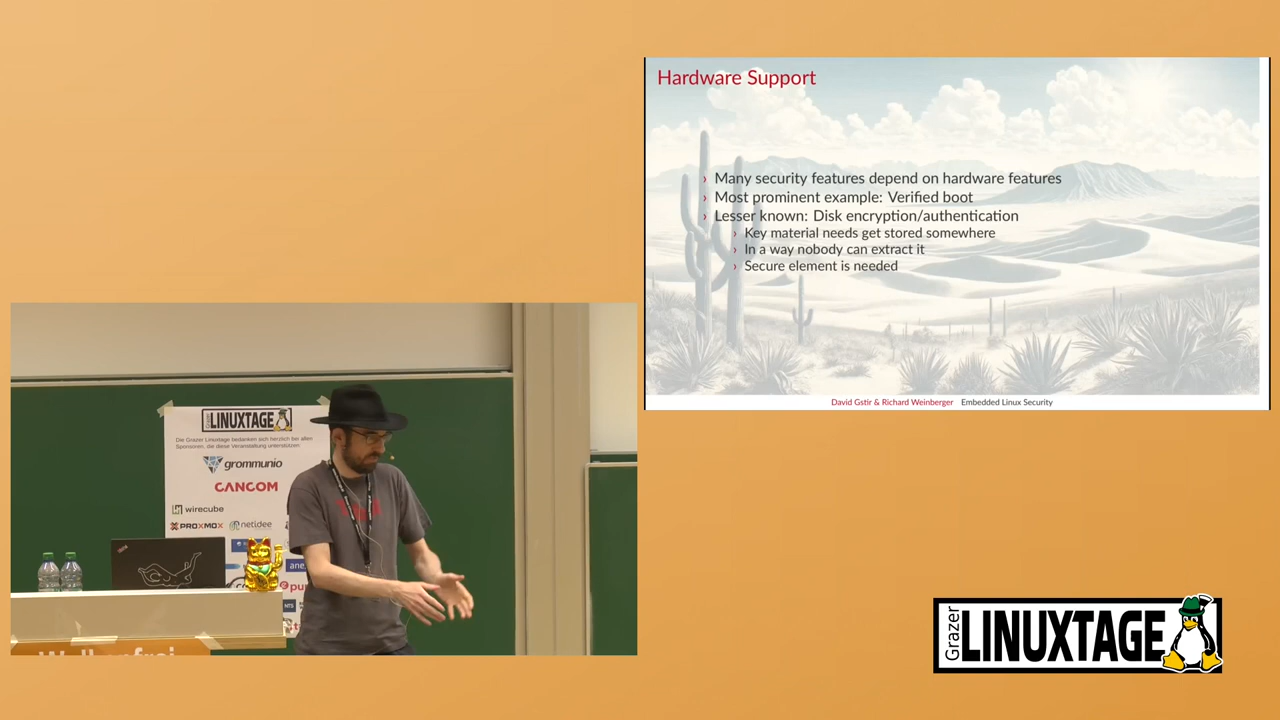 Hardware Support
› Many security features depend on hardware features
› Most prominent example: Verified boot
› Lesser known: Disk encryption/authentication
› Key material needs get stored somewhere
› In a way nobody can extract it
› Secure element is needed
David Gstir & Richard Weinberger Embedded Linux Security
LINUXTAGE
Die Grazer Linuxtage bedanken sich herzlich bei allen
Sponsoren, die diese Veranstaltung unterstützen:
grommunio
CANCOM
wirecube
PROXMOX netidee
ane
pu
NTS
Grazer
LINUXTAGE